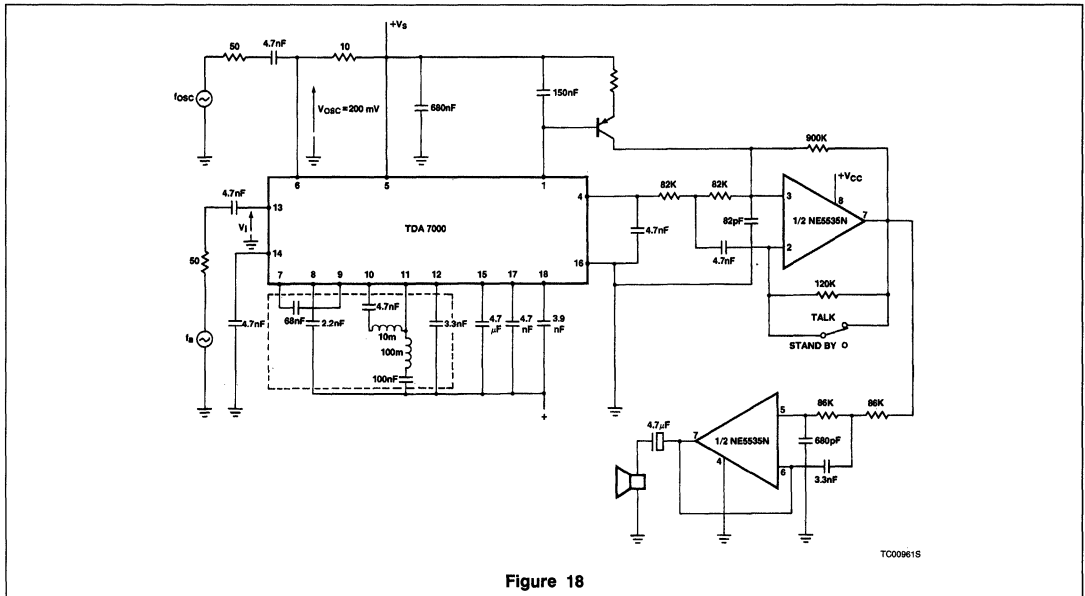 +VS
50
4.7nF
10
fOSC
VOSC = 200 mV
680nF
150nF
900K
6
5
1
+VCC
4.7nF
13
VI
TDA 7000
4
82K
82K
3
8
7
1/2 NE5535N
82pF
2
4.7nF
4.7nF
14
16
50
7
8
9
10
11
12
15
17
18
120K
TALK
STAND BY
4.7nF
68nF
2.2nF
4.7nF
3.3nF
4.7
µF
4.7
nF
3.9
nF
10m
100m
100nF
+
86K
86K
5
4.7µF
7
1/2 NE5535N
680pF
4
6
3.3nF
TC00961S
Figure 18